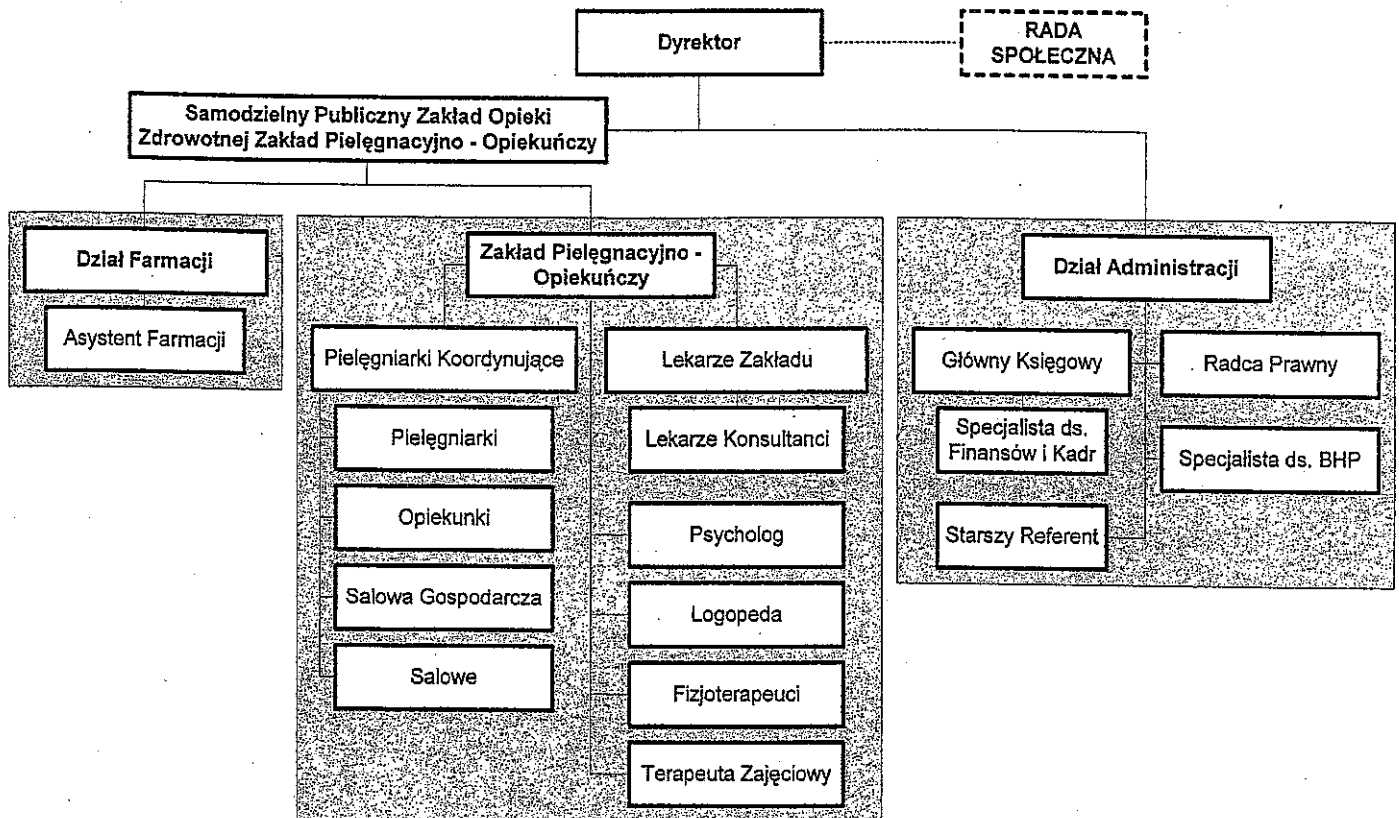 Dyrektor
RADA
SPOŁECZNA
Samodzielny Publiczny Zakład Opieki
Zdrowotnej Zakład Pielęgnacyjno - Opiekuńczy
Dział Farmacji
Asystent Farmacji
Zakład Pielęgnacyjno -
Opiekuńczy
Pielęgniarki Koordynujące
Pielęgniarki
Opiekunki
Salowa Gospodarcza
Salowe
Lekarze Zakładu
Lekarze Konsultanci
Psycholog
Logopeda
Fizjoterapeuci
Terapeuta Zajęciowy
Dział Administracji
Główny Księgowy
Specjalista ds.
Finansów i Kadr
Starszy Referent
Radca Prawny
Specjalista ds. BHP